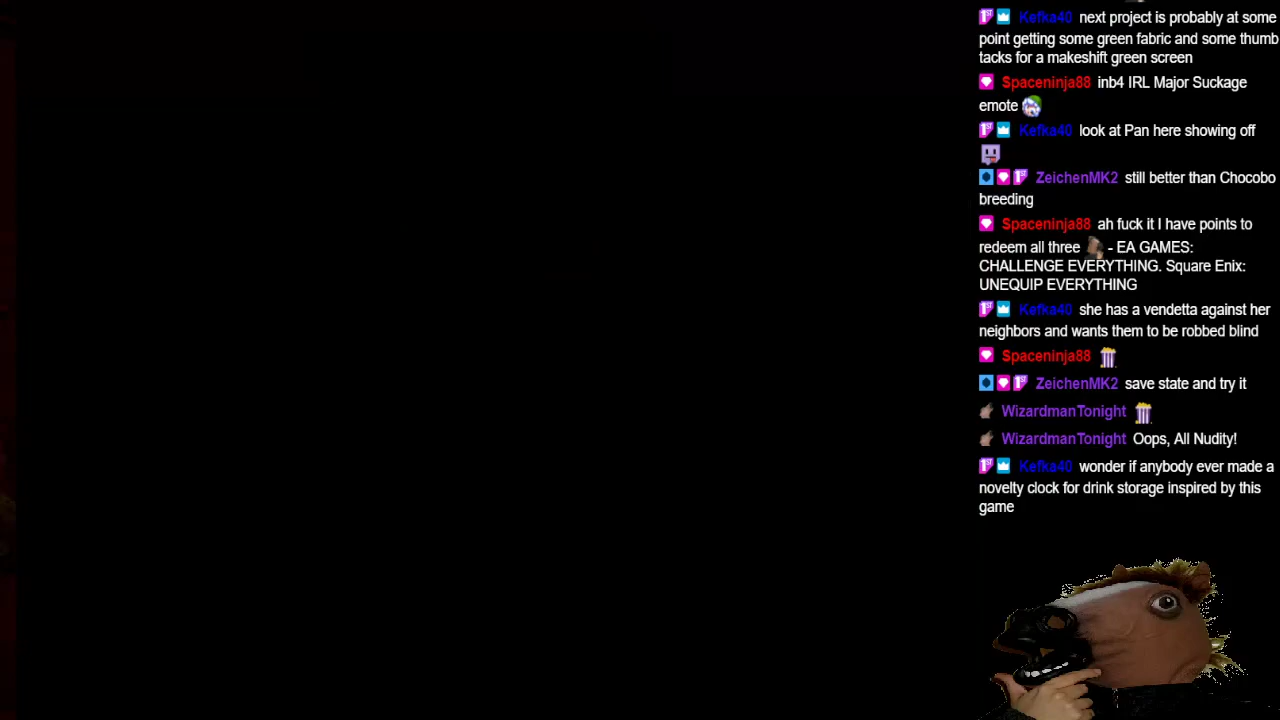 Kefka40 next project is probably at some
point getting some green fabric and some thumb
tacks for a makeshift green screen
Spaceninja88 inb4 IRL Major Suckage
emote
Kefka40 look at Pan here showing off
ZeichenMK2 still better than Chocobo
breeding
Spaceninja88 ah fuck it I have points to
redeem all three - EA GAMES:
CHALLENGE EVERYTHING. Square Enix:
UNEQUIP EVERYTHING
Kefka40 she has a vendetta against her
neighbors and wants them to be robbed blind
Spaceninja88
ZeichenMK2 save state and try it
WizardmanTonight
WizardmanTonight Oops, All Nudity!
Kefka40 wonder if anybody ever made a
novelty clock for drink storage inspired by this
game